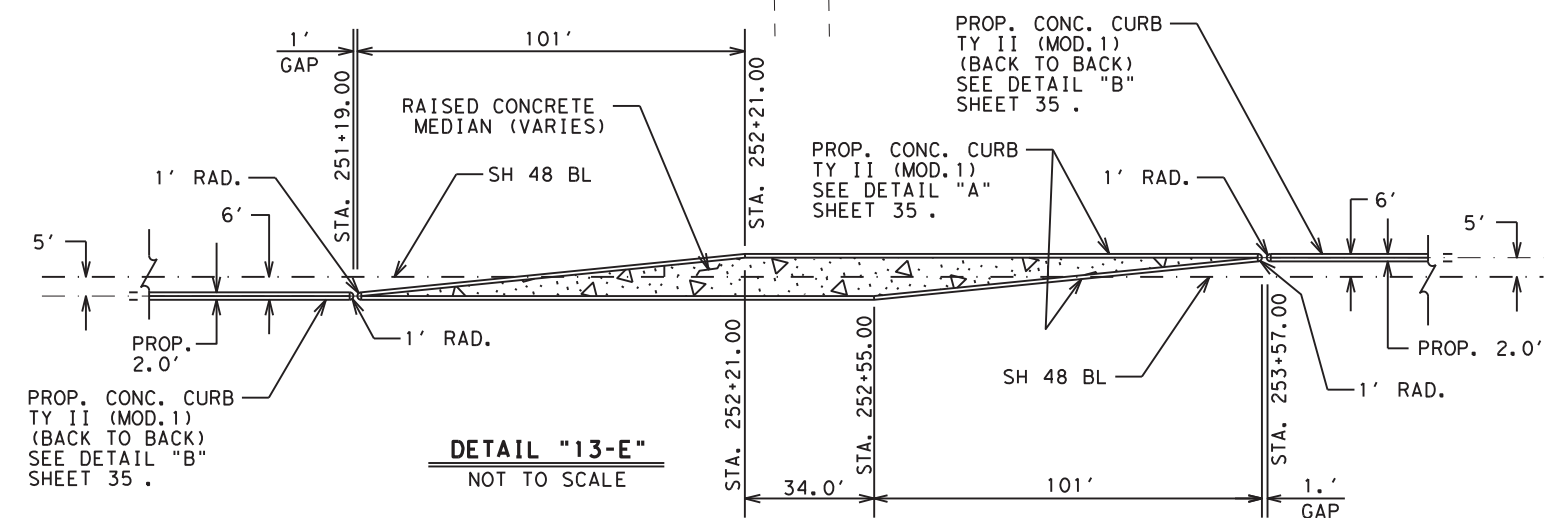 1'
GAP
101'
STA. 251+19.00
STA. 252+21.00
RAISED CONCRETE
MEDIAN (VARIES)
SH 48 BL
1' RAD.
6'
5'
PROP. CONC. CURB
TY II (MOD.1)
(BACK TO BACK)
SEE DETAIL "B"
SHEET 35 .
PROP. CONC. CURB
TY II (MOD.1)
SEE DETAIL "A"
SHEET 35 .
1' RAD.
6'
5'
PROP.
2.0'
1' RAD.
PROP. CONC. CURB
TY II (MOD.1)
(BACK TO BACK)
SEE DETAIL "B"
SHEET 35 .
STA. 252+21.00
STA. 252+55.00
SH 48 BL
STA. 253+57.00
PROP. 2.0'
1' RAD.
34.0'
101'
1.'
GAP
DETAIL "13-E"
NOT TO SCALE